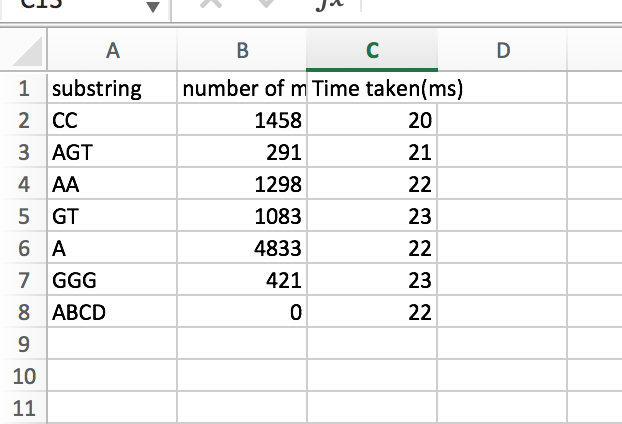 C13 fx
A B C D
1 substring number of m Time taken(ms)
2 CC 1458 20
3 AGT 291 21
4 AA 1298 22
5 GT 1083 23
6 A 4833 22
7 GGG 421 23
8 ABCD 0 22
9
10
11